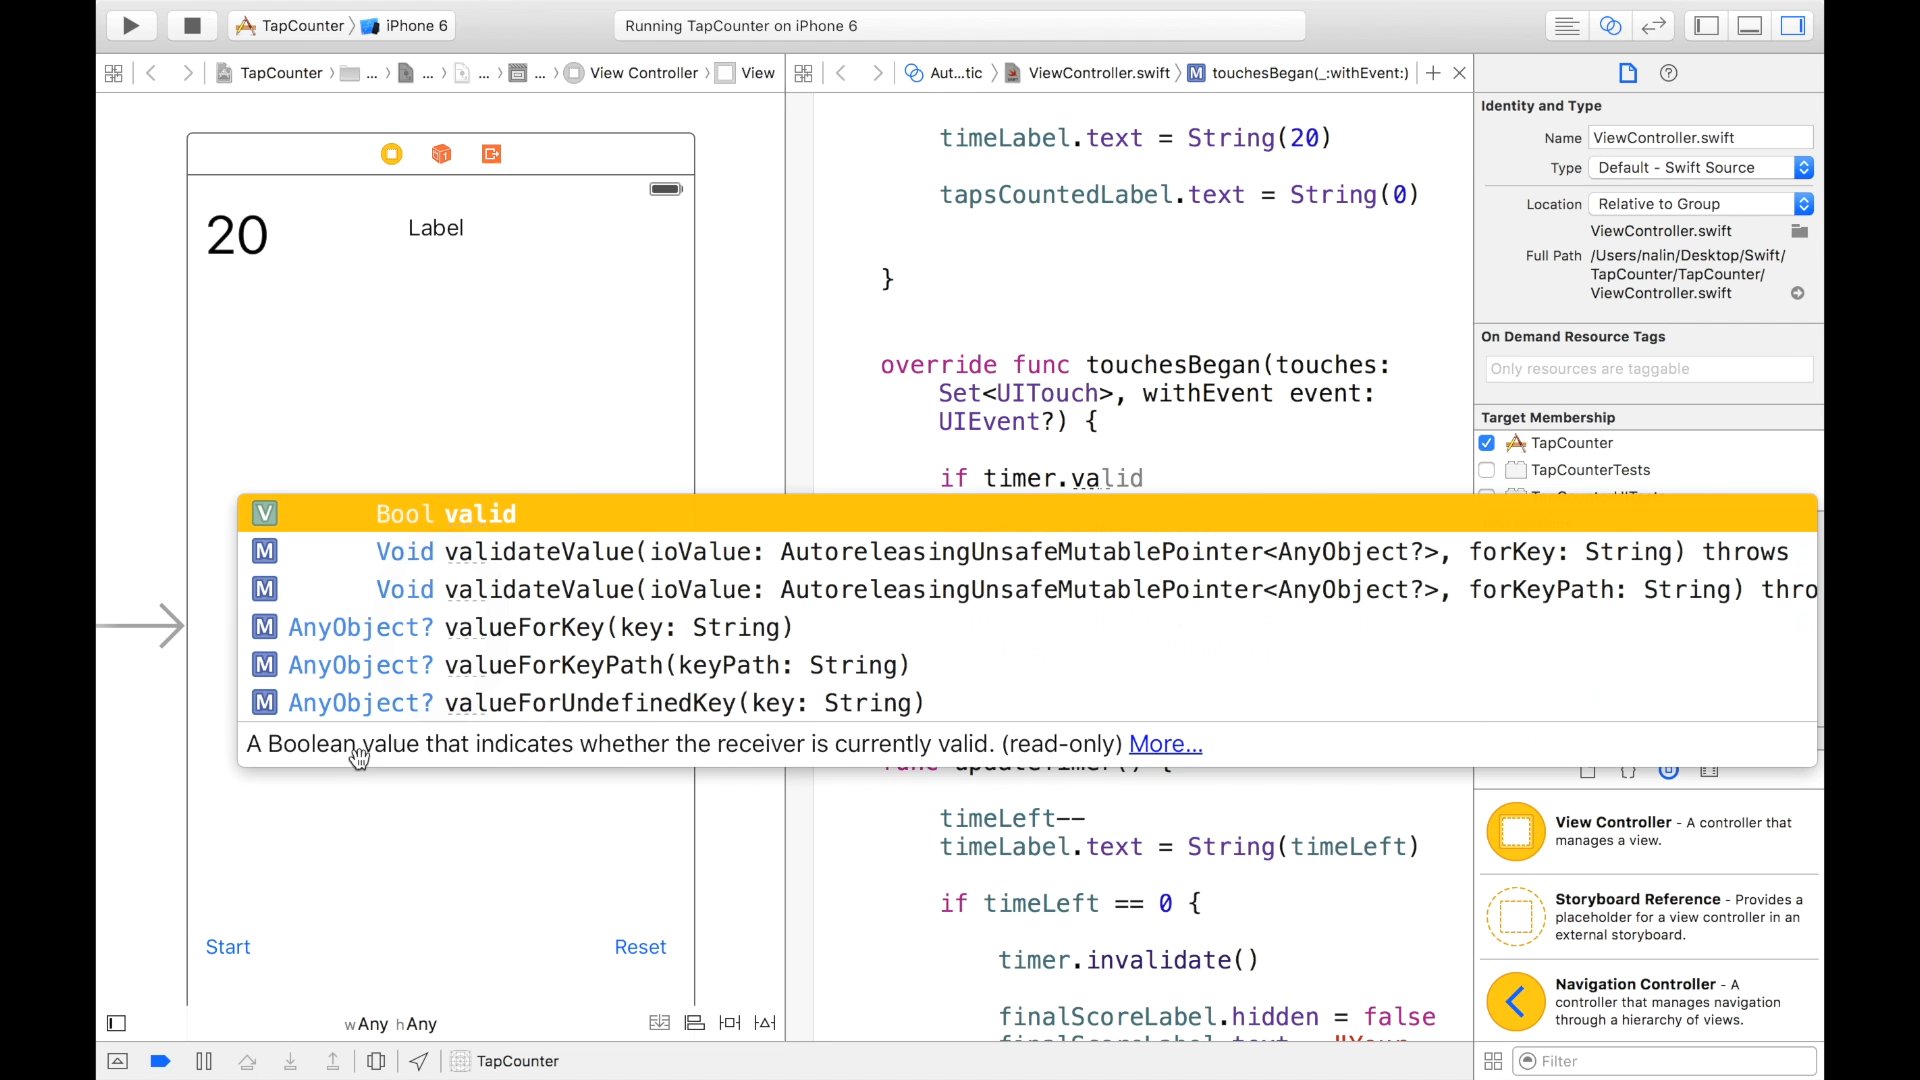 TapCounter iPhone 6
Running TapCounter on iPhone 6
TapCounter ... ... ... ... View Controller View
Aut...tic ViewController.swift M touchesBegan(_:withEvent:)
20
Label
Start
Reset
wAny hAny
timeLabel.text = String(20)
tapsCountedLabel.text = String(0)
}
override func touchesBegan(touches:
Set<UITouch>, withEvent event:
UIEvent?) {
if timer.valid
V Bool valid
M Void validateValue(ioValue: AutoreleasingUnsafeMutablePointer<AnyObject?>, forKey: String) throws
M Void validateValue(ioValue: AutoreleasingUnsafeMutablePointer<AnyObject?>, forKeyPath: String) thro
M AnyObject? valueForKey(key: String)
M AnyObject? valueForKeyPath(keyPath: String)
M AnyObject? valueForUndefinedKey(key: String)
A Boolean value that indicates whether the receiver is currently valid. (read-only) More...
timeLeft--
timeLabel.text = String(timeLeft)
if timeLeft == 0 {
timer.invalidate()
finalScoreLabel.hidden = false
Identity and Type
Name ViewController.swift
Type Default - Swift Source
Location Relative to Group
ViewController.swift
Full Path /Users/nalin/Desktop/Swift/
TapCounter/TapCounter/
ViewController.swift
On Demand Resource Tags
Only resources are taggable
Target Membership
TapCounter
TapCounterTests
View Controller - A controller that
manages a view.
Storyboard Reference - Provides a
placeholder for a view controller in an
external storyboard.
Navigation Controller - A
controller that manages navigation
through a hierarchy of views.
TapCounter
Filter